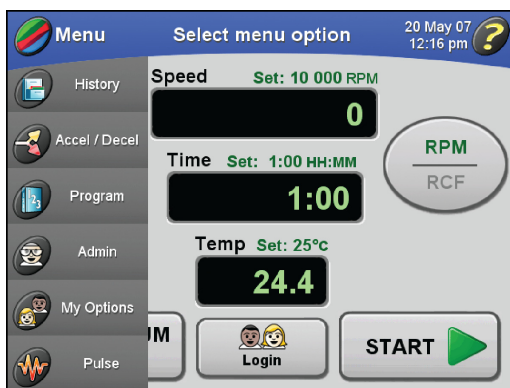 Menu
Select menu option
20 May 07
12:16 pm
?
History
Accel / Decel
Program
Admin
My Options
Pulse
Speed Set: 10 000 RPM
0
Time Set: 1:00 HH:MM
1:00
Temp Set: 25°C
24.4
RPM
RCF
UM
Login
START